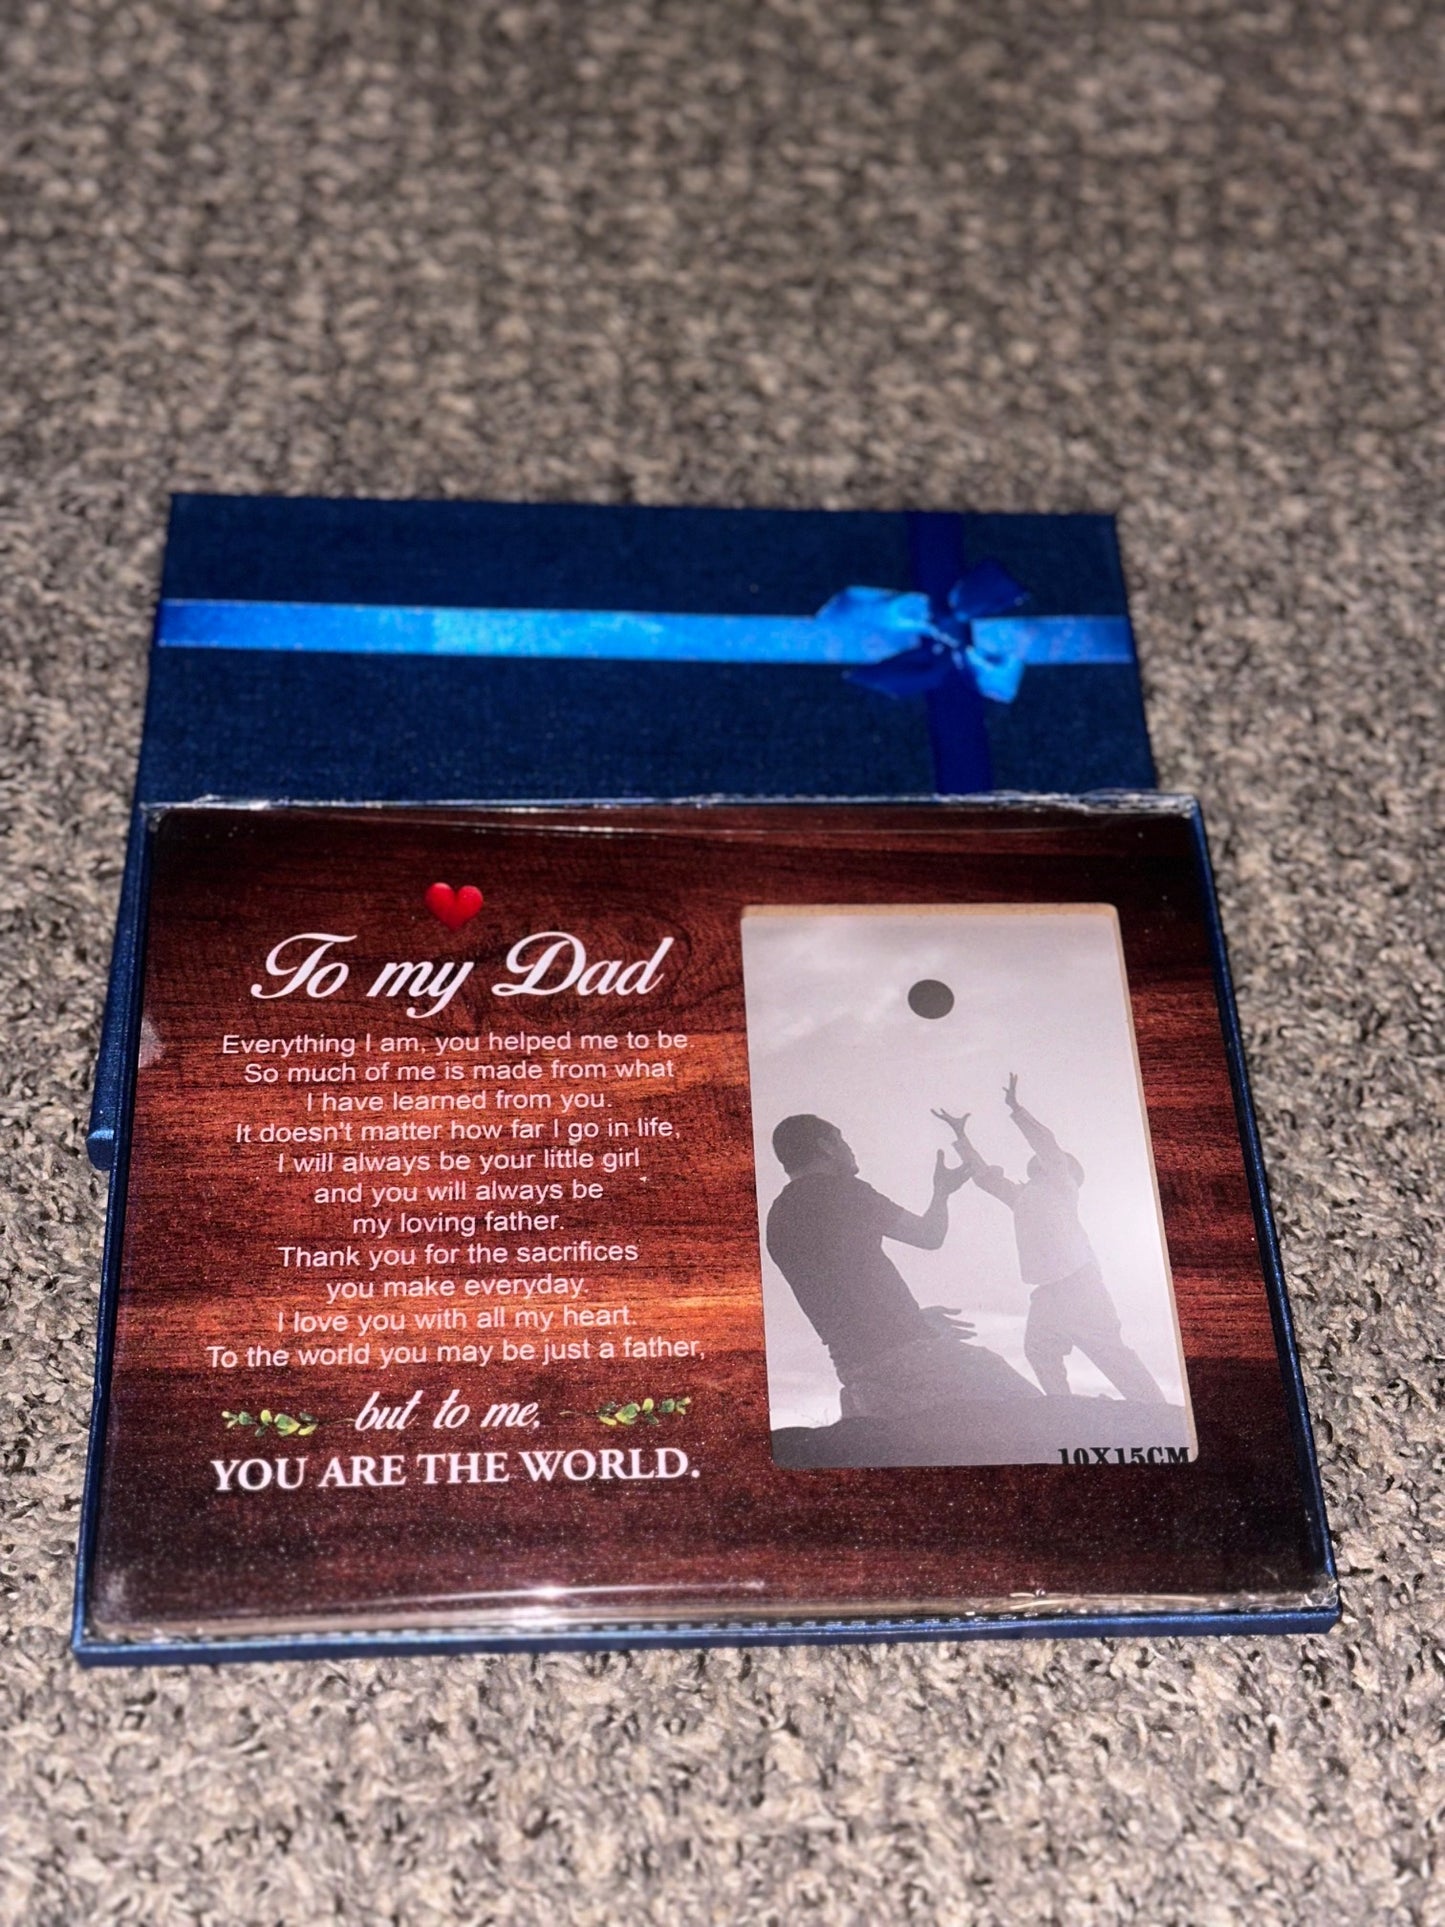 To my Dad
Everything I am, you helped me to be.
So much of me is made from what
I have learned from you.
It doesn't matter how far I go in life,
I will always be your little girl
and you will always be
my loving father.
Thank you for the sacrifices
you make everyday.
I love you with all my heart.
To the world you may be just a father,
but to me,
YOU ARE THE WORLD.
10X15CM